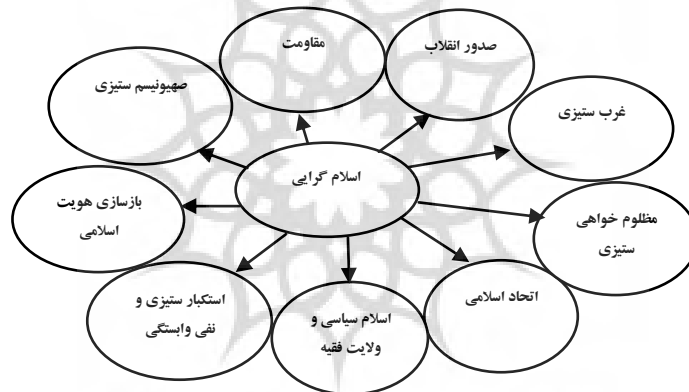 صدور انقلاب
مقاومت
صهیونیسم ستیزی
غرب ستیزی
اسلام گرایی
بازسازی هویت
اسلامی
مظلوم خواهی
ستیزی
استکبار ستیزی و
نفی وابستگی
اسلام سیاسی و
ولایت فقیه
اتحاد اسلامی